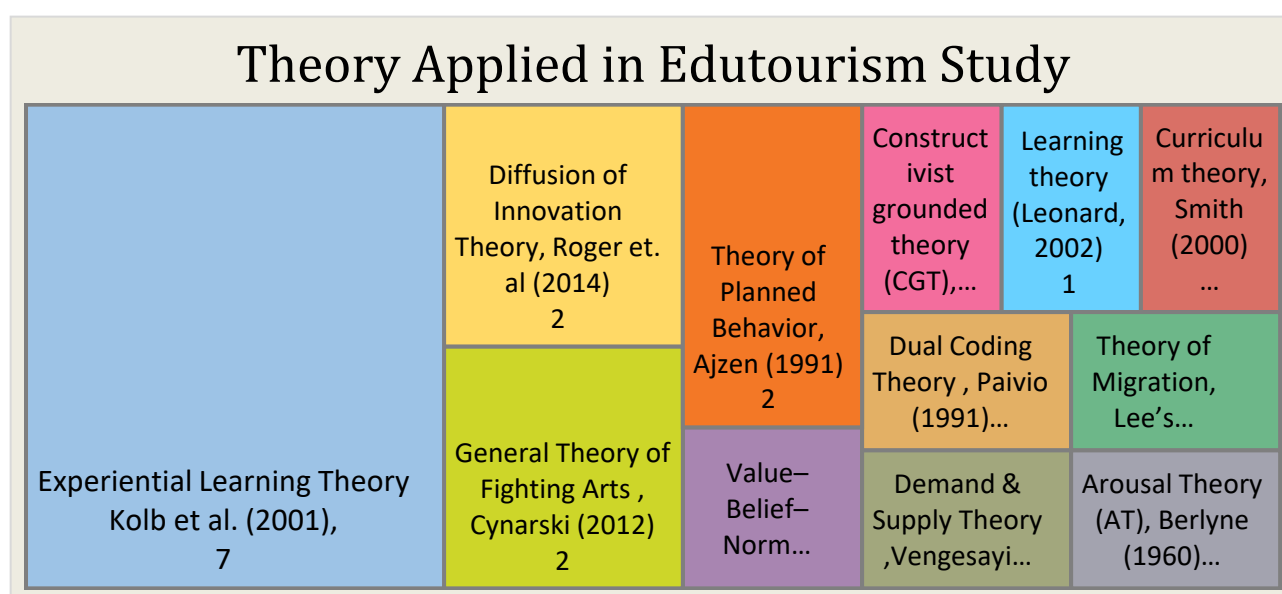 Theory Applied in Edutourism Study
Experiential Learning Theory
Kolb et al. (2001),
7
Diffusion of
Innovation
Theory, Roger et.
al (2014)
2
General Theory of
Fighting Arts ,
Cynarski (2012)
2
Theory of
Planned
Behavior,
Ajzen (1991)
2
Value–
Belief–
Norm…
Construct
ivist
grounded
theory
(CGT),…
Learning
theory
(Leonard,
2002)
1
Curriculu
m theory,
Smith
(2000)
…
Dual Coding
Theory , Paivio
(1991)…
Theory of
Migration,
Lee’s…
Demand &
Supply Theory
,Vengesayi…
Arousal Theory
(AT), Berlyne
(1960)…